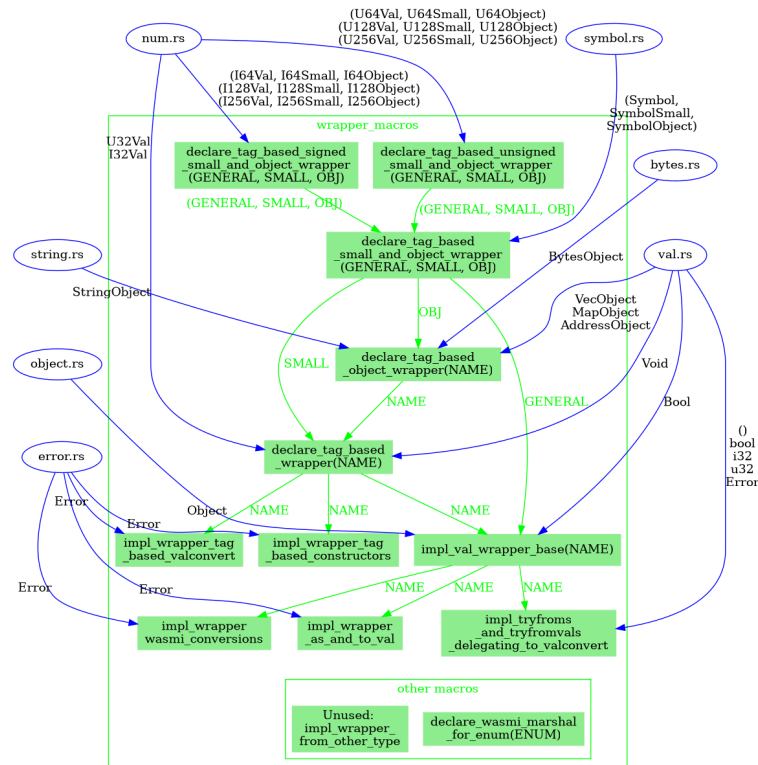 (U64Val, U64Small, U64Object)
(U128Val, U128Small, U128Object)
(U256Val, U256Small, U256Object)
num.rs
symbol.rs
(I64Val, I64Small, I64Object)
(I128Val, I128Small, I128Object)
(I256Val, I256Small, I256Object)
(Symbol,
SymbolSmall,
SymbolObject)
wrapper_macros
U32Val
I32Val
declare_tag_based_signed
_small_and_object_wrapper
(GENERAL, SMALL, OBJ)
declare_tag_based_unsigned
_small_and_object_wrapper
(GENERAL, SMALL, OBJ)
bytes.rs
(GENERAL, SMALL, OBJ)
(GENERAL, SMALL, OBJ)
declare_tag_based
_small_and_object_wrapper
(GENERAL, SMALL, OBJ)
string.rs
val.rs
BytesObject
StringObject
OBJ
VecObject
MapObject
AddressObject
object.rs
SMALL
declare_tag_based
_object_wrapper(NAME)
Void
NAME
GENERAL
Bool
error.rs
declare_tag_based
_wrapper(NAME)
()
bool
i32
u32
Error
Error
Error
Object
NAME
NAME
NAME
impl_wrapper_tag
_based_valconvert
impl_wrapper_tag
_based_constructors
impl_val_wrapper_base(NAME)
Error
Error
NAME
NAME
NAME
impl_wrapper
wasmi_conversions
impl_wrapper
_as_and_to_val
impl_tryfroms
_and_tryfromvals
_delegating_to_valconvert
other macros
Unused:
impl_wrapper_
from_other_type
declare_wasmi_marshal
_for_enum(ENUM)